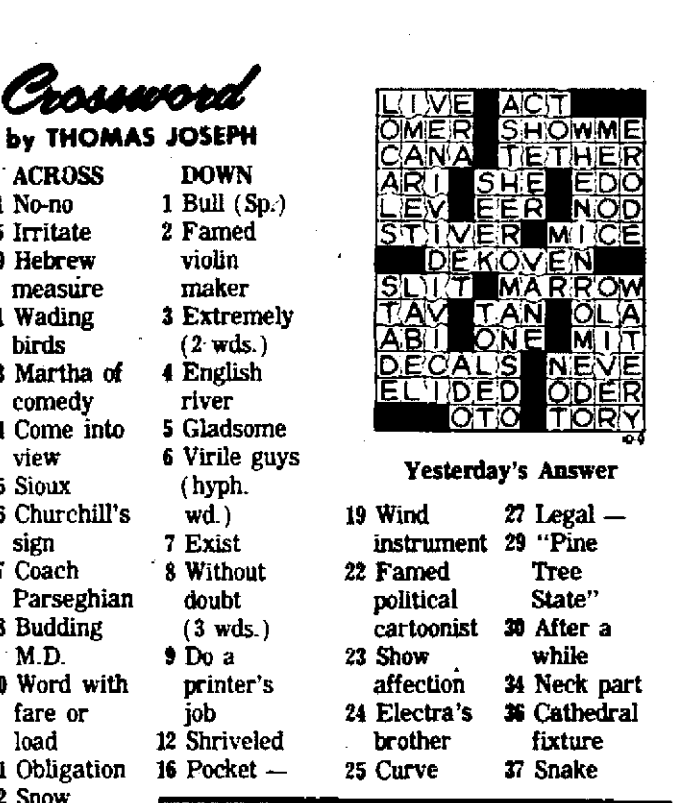 Crossword
by THOMAS JOSEPH
ACROSS
No-no
Irritate
Hebrew
measure
Wading
birds
Martha of
comedy
Come into
view
Sioux
Churchill's
sign
Coach
Parseghian
Budding
M.D.
Word with
fare or
load
Obligation
Snow
DOWN
1 Bull (Sp.)
2 Famed
violin
maker
3 Extremely
(2 wds.)
4 English
river
5 Gladsome
6 Virile guys
(hyph.
wd.)
7 Exist
8 Without
doubt
(3 wds.)
9 Do a
printer's
job
12 Shriveled
16 Pocket —
LIVE ACT
OMER SHOWME
CANA TETHER
ARI SHE EDO
LEV EER NOD
STIVER MICE
DEKOVEN
SLIT MARROW
TAV TAN OLA
ABI ONE MIT
DECALS NEVE
ELIDED ODER
OTO TORY
Yesterday's Answer
19 Wind
instrument
22 Famed
political
cartoonist
23 Show
affection
24 Electra's
brother
25 Curve
27 Legal —
29 "Pine
Tree
State"
30 After a
while
34 Neck part
36 Cathedral
fixture
37 Snake